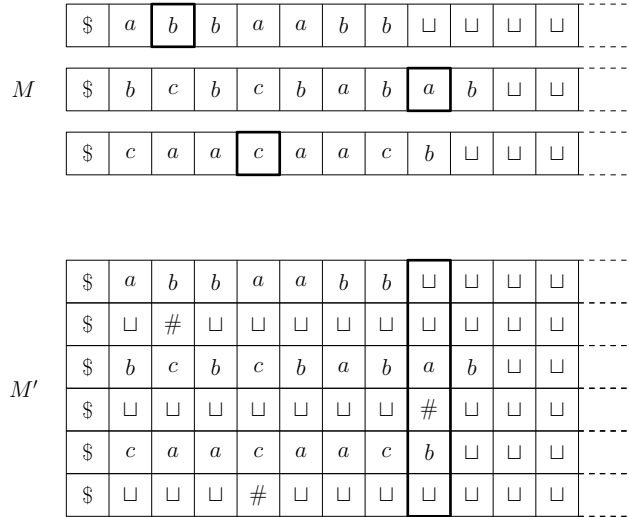 $ a b b a a b b ⊔ ⊔ ⊔ ⊔
M $ b c b c b a b a b ⊔ ⊔
$ c a a c a a c b ⊔ ⊔ ⊔
$ a b b a a b b ⊔ ⊔ ⊔ ⊔
$ ⊔ # ⊔ ⊔ ⊔ ⊔ ⊔ ⊔ ⊔ ⊔ ⊔
$ b c b c b a b a b ⊔ ⊔
M′ $ ⊔ ⊔ ⊔ ⊔ ⊔ ⊔ ⊔ # ⊔ ⊔ ⊔
$ c a a c a a c b ⊔ ⊔ ⊔
$ ⊔ ⊔ ⊔ # ⊔ ⊔ ⊔ ⊔ ⊔ ⊔ ⊔